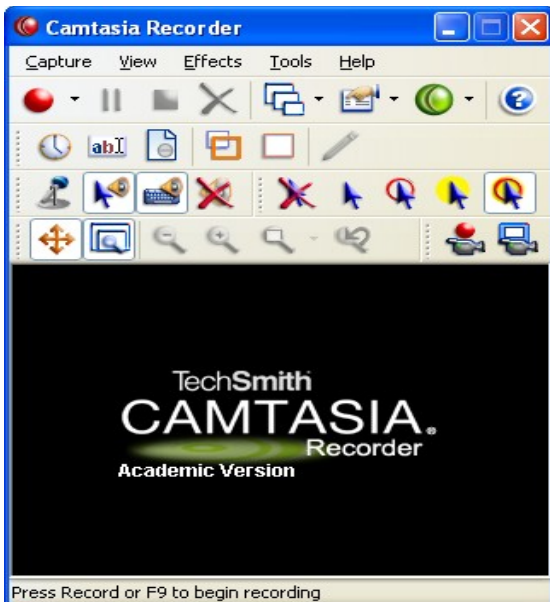 Camtasia Recorder
Capture View Effects Tools Help
abI
TechSmith
CAMTASIA®
Recorder
Academic Version
Press Record or F9 to begin recording